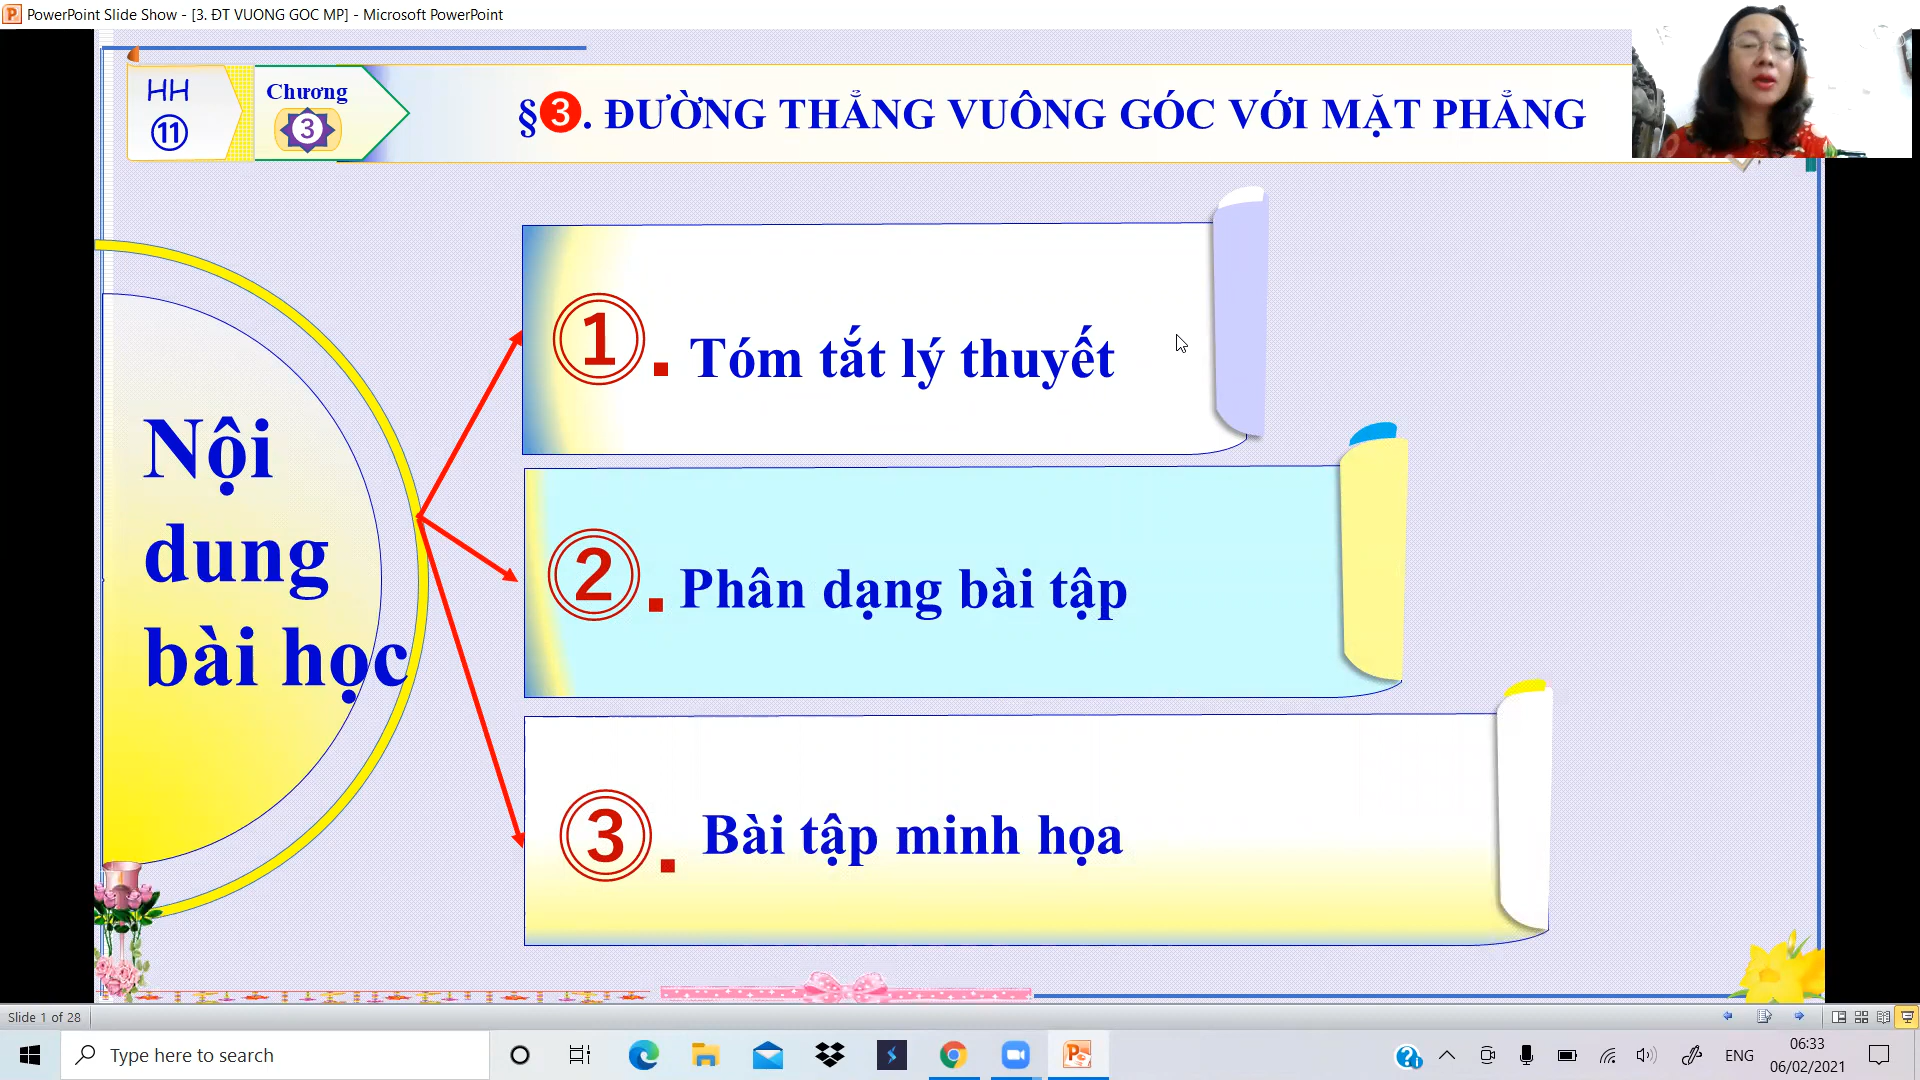 PowerPoint Slide Show - [3. ĐT VUONG GOC MP] - Microsoft PowerPoint
HH
⑪
Chương
3
§❸. ĐƯỜNG THẲNG VUÔNG GÓC VỚI MẶT PHẲNG
Nội
dung
bài học
①. Tóm tắt lý thuyết
②. Phân dạng bài tập
③. Bài tập minh họa
Slide 1 of 28
Type here to search
ENG
06:33
06/02/2021